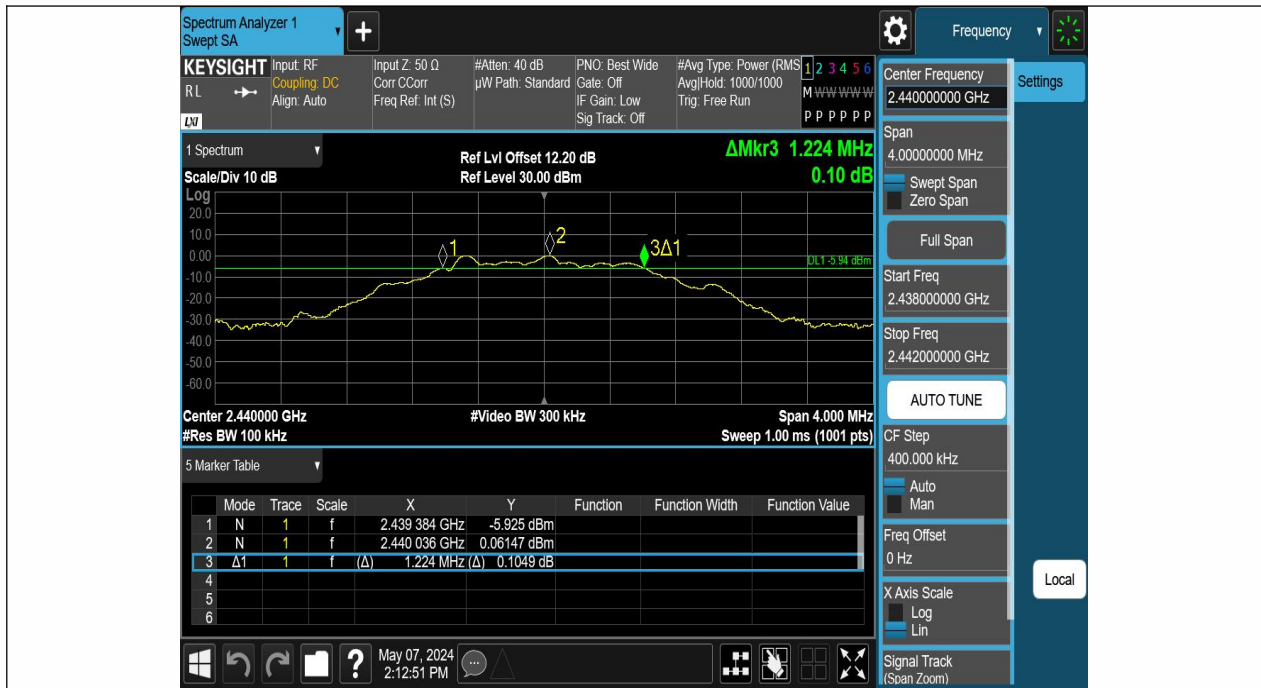 Spectrum Analyzer 1
Swept SA
+
Frequency
KEYSIGHT
RL
LXI
Input: RF
Coupling: DC
Align: Auto
Input Z: 50 Ω
Corr CCorr
Freq Ref: Int (S)
#Atten: 40 dB
µW Path: Standard
PNO: Best Wide
Gate: Off
IF Gain: Low
Sig Track: Off
#Avg Type: Power (RMS
Avg|Hold: 1000/1000
Trig: Free Run
1 2 3 4 5 6
M W W W W W
P P P P P P
1 Spectrum
Scale/Div 10 dB
Ref Lvl Offset 12.20 dB
Ref Level 30.00 dBm
ΔMkr3 1.224 MHz
0.10 dB
Log
20.0
10.0
0.00
-10.0
-20.0
-30.0
-40.0
-50.0
-60.0
1
2
3Δ1
DL1 -5.94 dBm
Center 2.440000 GHz
#Res BW 100 kHz
#Video BW 300 kHz
Span 4.000 MHz
Sweep 1.00 ms (1001 pts)
5 Marker Table
Mode Trace Scale X Y Function Function Width Function Value
1 N 1 f 2.439 384 GHz -5.925 dBm
2 N 1 f 2.440 036 GHz 0.06147 dBm
3 Δ1 1 f (Δ) 1.224 MHz (Δ) 0.1049 dB
4
5
6
?
May 07, 2024
2:12:51 PM
Center Frequency
2.440000000 GHz
Span
4.00000000 MHz
Swept Span
Zero Span
Full Span
Start Freq
2.438000000 GHz
Stop Freq
2.442000000 GHz
AUTO TUNE
CF Step
400.000 kHz
Auto
Man
Freq Offset
0 Hz
X Axis Scale
Log
Lin
Signal Track
(Span Zoom)
Settings
Local